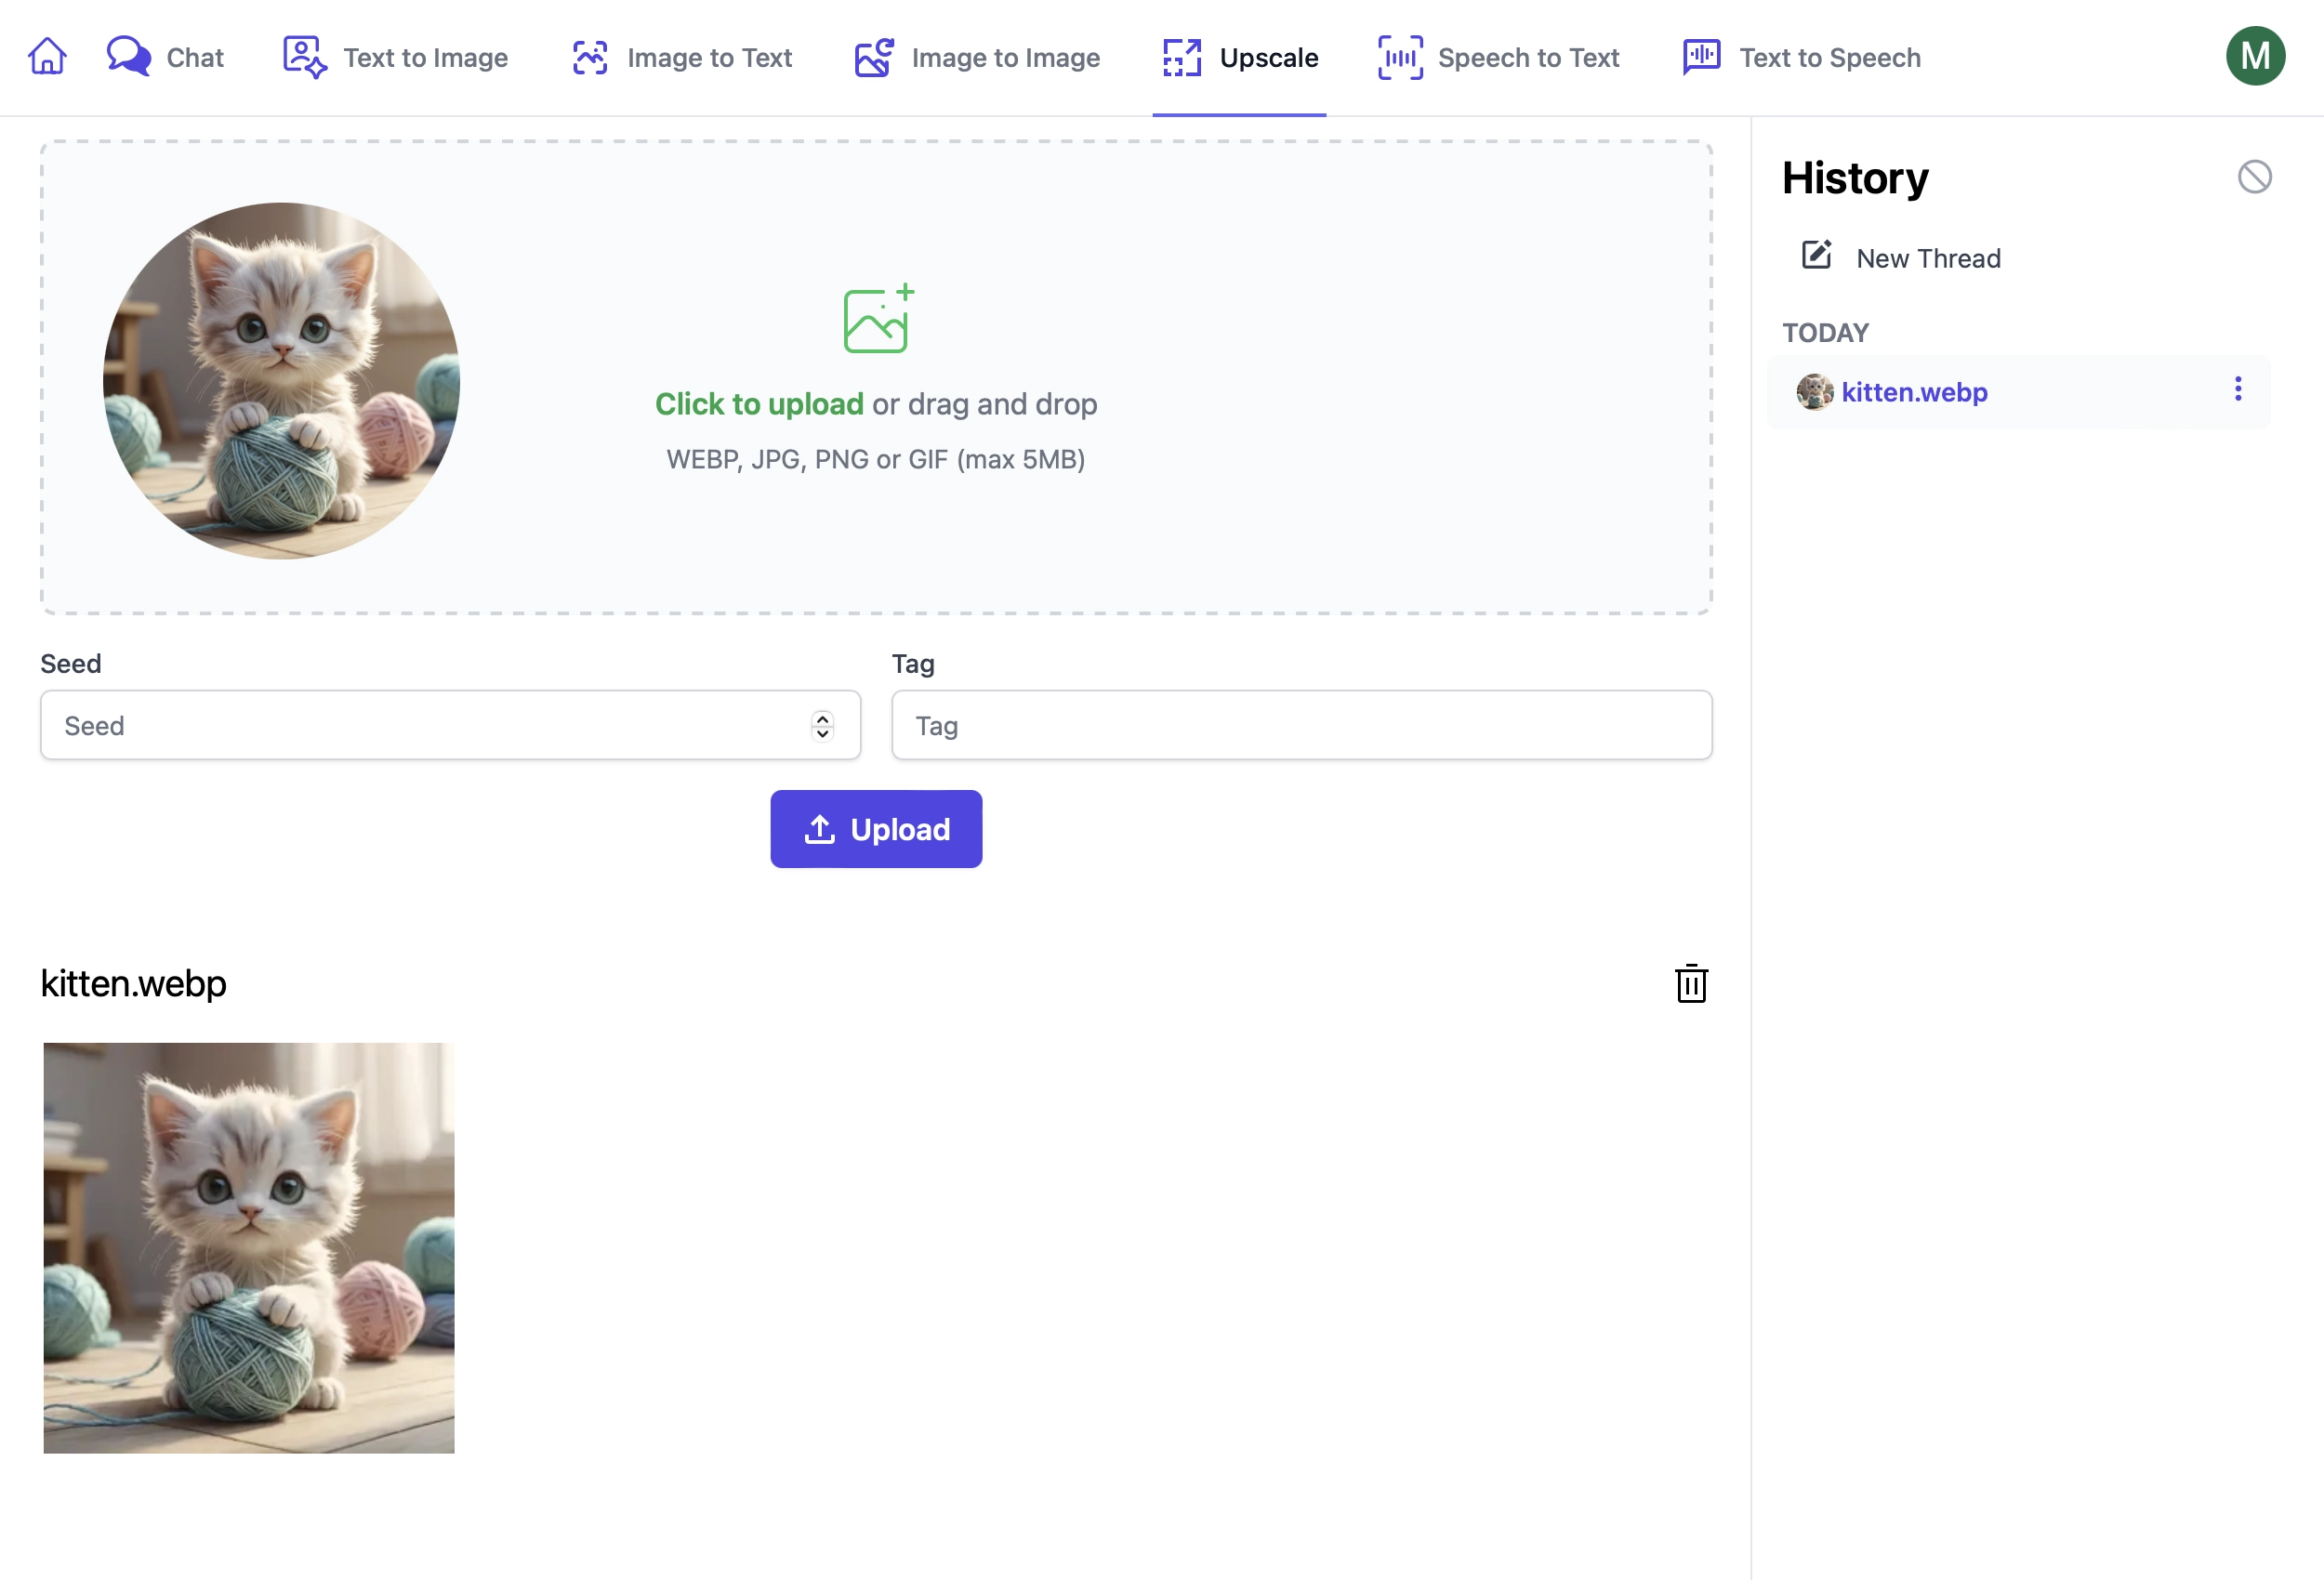 Chat
Text to Image
Image to Text
Image to Image
Upscale
Speech to Text
Text to Speech
M
Click to upload or drag and drop
WEBP, JPG, PNG or GIF (max 5MB)
Seed
Tag
Seed
Tag
Upload
kitten.webp
History
New Thread
TODAY
kitten.webp